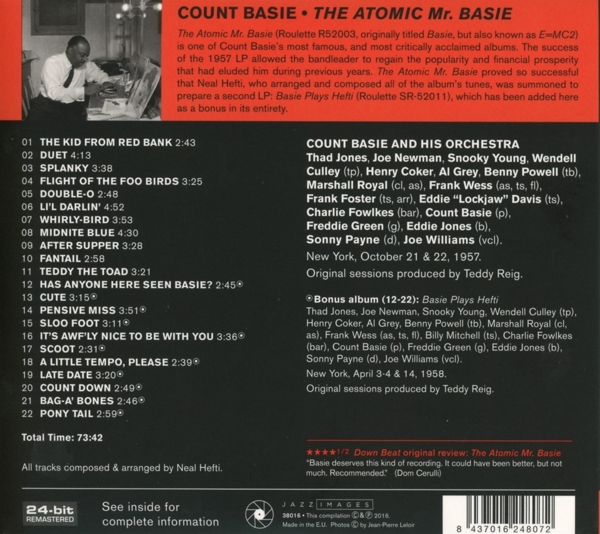 COUNT BASIE • THE ATOMIC Mr. BASIE
The Atomic Mr. Basie (Roulette R52003, originally titled Basie, but also known as E=MC2)
is one of Count Basie's most famous, and most critically acclaimed albums. The success
of the 1957 LP allowed the bandleader to regain the popularity and financial prosperity
that had eluded him during previous years. The Atomic Mr. Basie proved so successful
that Neal Hefti, who arranged and composed all of the album's tunes, was summoned to
prepare a second LP: Basie Plays Hefti (Roulette SR-52011), which has been added here
as a bonus in its entirety.
01 THE KID FROM RED BANK 2:43
02 DUET 4:13
03 SPLANKY 3:38
04 FLIGHT OF THE FOO BIRDS 3:25
05 DOUBLE-O 2:48
06 LI'L DARLIN' 4:52
07 WHIRLY-BIRD 3:53
08 MIDNITE BLUE 4:30
09 AFTER SUPPER 3:28
10 FANTAIL 2:58
11 TEDDY THE TOAD 3:21
12 HAS ANYONE HERE SEEN BASIE? 2:45
13 CUTE 3:15
14 PENSIVE MISS 3:51
15 SLOO FOOT 3:11
16 IT'S AWF'LY NICE TO BE WITH YOU 3:36
17 SCOOT 2:31
18 A LITTLE TEMPO, PLEASE 2:39
19 LATE DATE 3:20
20 COUNT DOWN 2:49
21 BAG-A' BONES 2:46
22 PONY TAIL 2:59
Total Time: 73:42
All tracks composed & arranged by Neal Hefti.
COUNT BASIE AND HIS ORCHESTRA
Thad Jones, Joe Newman, Snooky Young, Wendell
Culley (tp), Henry Coker, Al Grey, Benny Powell (tb),
Marshall Royal (cl, as), Frank Wess (as, ts, fl),
Frank Foster (ts, arr), Eddie "Lockjaw" Davis (ts),
Charlie Fowlkes (bar), Count Basie (p),
Freddie Green (g), Eddie Jones (b),
Sonny Payne (d), Joe Williams (vcl).
New York, October 21 & 22, 1957.
Original sessions produced by Teddy Reig.
Bonus album (12-22): Basie Plays Hefti
Thad Jones, Joe Newman, Snooky Young, Wendell Culley (tp),
Henry Coker, Al Grey, Benny Powell (tb), Marshall Royal (cl,
as), Frank Wess (as, ts, fl), Billy Mitchell (ts), Charlie Fowlkes
(bar), Count Basie (p), Freddie Green (g), Eddie Jones (b),
Sonny Payne (d), Joe Williams (vcl).
New York, April 3-4 & 14, 1958.
Original sessions produced by Teddy Reig.
★★★★1/2 Down Beat original review: The Atomic Mr. Basie
"Basie deserves this kind of recording. It could have been better, but not
much. Recommended." (Dom Cerulli)
24-bit
REMASTERED
See inside for
complete information
JAZZ IMAGES
38016 • This compilation © & ℗ 2018.
Made in the E.U. Photos © by Jean-Pierre Leloir
8 437016 248072